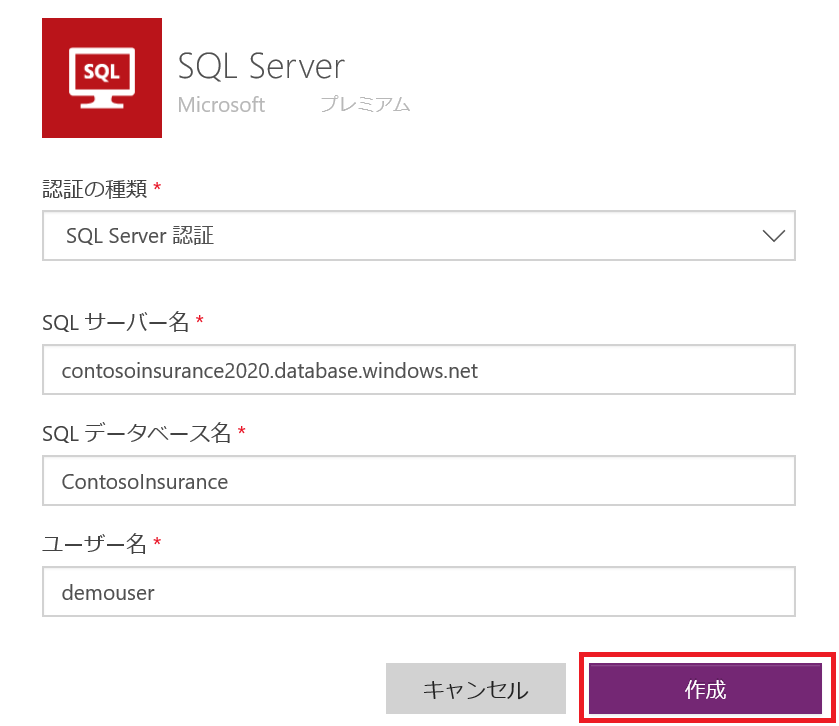 SQL
SQL Server
Microsoft プレミアム
認証の種類 *
SQL Server 認証
SQL サーバー名 *
contosoinsurance2020.database.windows.net
SQL データベース名 *
ContosoInsurance
ユーザー名 *
demouser
キャンセル 作成